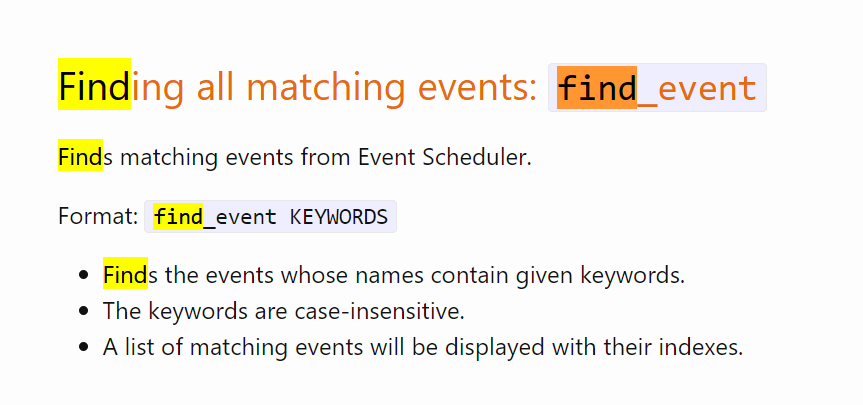 Finding all matching events: find_event
Finds matching events from Event Scheduler.
Format: find_event KEYWORDS
• Finds the events whose names contain given keywords.
• The keywords are case-insensitive.
• A list of matching events will be displayed with their indexes.